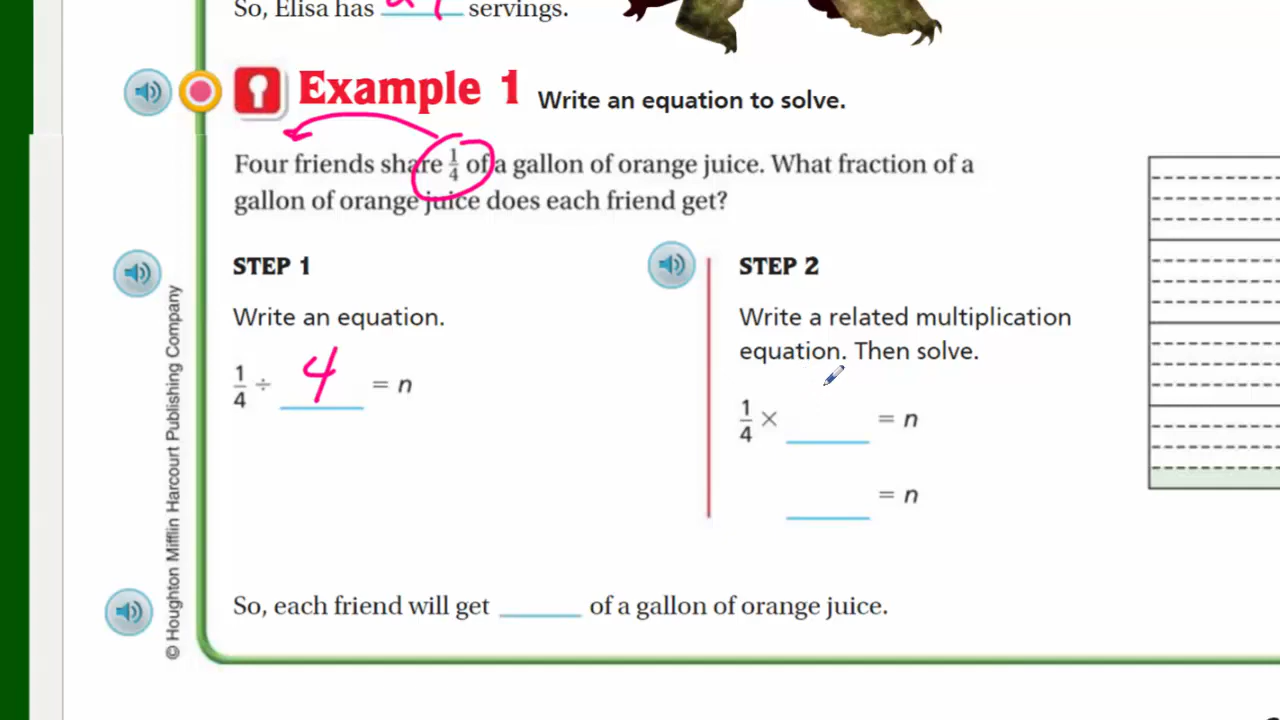 So, Elisa has servings.
Example 1 Write an equation to solve.
Four friends share 1/4 of a gallon of orange juice. What fraction of a
gallon of orange juice does each friend get?
STEP 1
Write an equation.
1/4 ÷ 4 = n
STEP 2
Write a related multiplication
equation. Then solve.
1/4 × ____ = n
____ = n
So, each friend will get ____ of a gallon of orange juice.
© Houghton Mifflin Harcourt Publishing Company